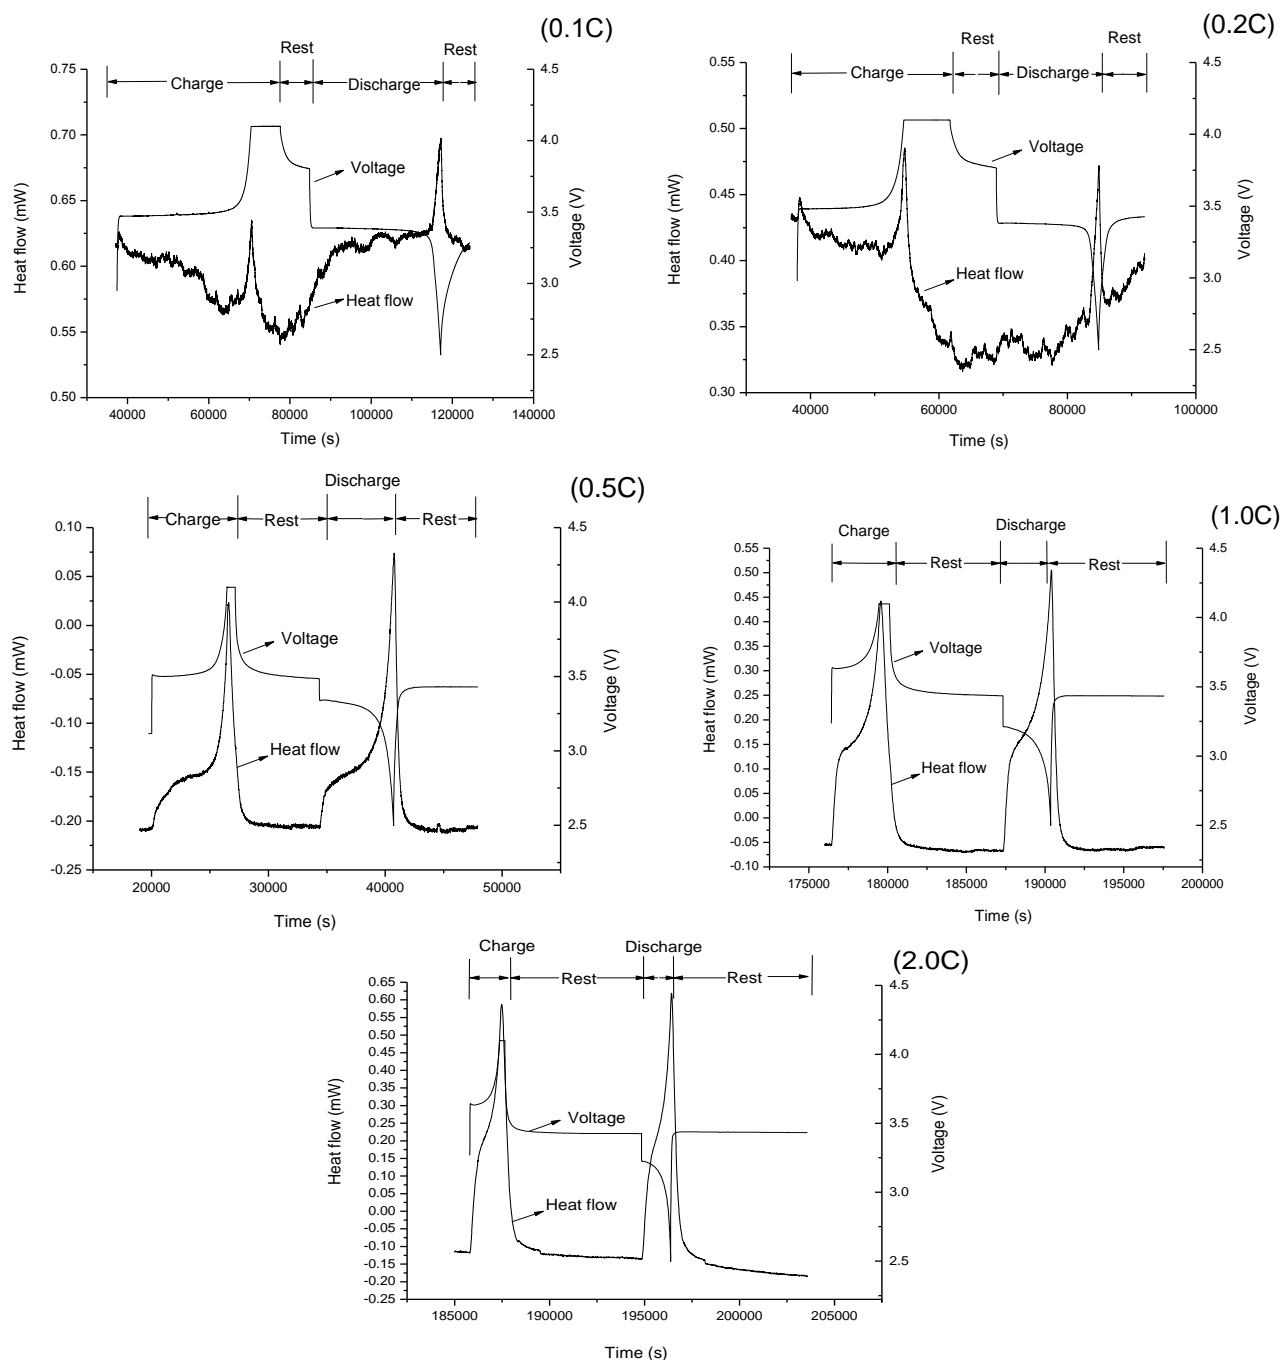 (0.1C)
Rest
Rest
Charge
Discharge
0.75
0.70
0.65
0.60
0.55
0.50
Heat flow (mW)
4.5
4.0
3.5
3.0
2.5
Voltage (V)
Voltage
Heat flow
40000 60000 80000 100000 120000 140000
Time (s)
(0.2C)
Rest
Rest
Charge
Discharge
0.55
0.50
0.45
0.40
0.35
0.30
Heat flow (mW)
4.5
4.0
3.5
3.0
2.5
Voltage (V)
Voltage
Heat flow
40000 60000 80000 100000
Time (s)
Discharge
(0.5C)
Charge
Rest
Rest
0.10
0.05
0.00
-0.05
-0.10
-0.15
-0.20
-0.25
Heat flow (mW)
4.5
4.0
3.5
3.0
2.5
Voltage (V)
Voltage
Heat flow
20000 30000 40000 50000
Time (s)
(1.0C)
Charge
Discharge
Rest
Rest
0.55
0.50
0.45
0.40
0.35
0.30
0.25
0.20
0.15
0.10
0.05
0.00
-0.05
-0.10
Heat flow (mW)
4.5
4.0
3.5
3.0
2.5
Voltage (V)
Voltage
Heat flow
175000 180000 185000 190000 195000 200000
Time (s)
Charge
Discharge
(2.0C)
Rest
Rest
0.65
0.60
0.55
0.50
0.45
0.40
0.35
0.30
0.25
0.20
0.15
0.10
0.05
0.00
-0.05
-0.10
-0.15
-0.20
-0.25
Heat flow (mW)
4.5
4.0
3.5
3.0
2.5
Voltage (V)
Voltage
Heat flow
185000 190000 195000 200000 205000
Time (s)